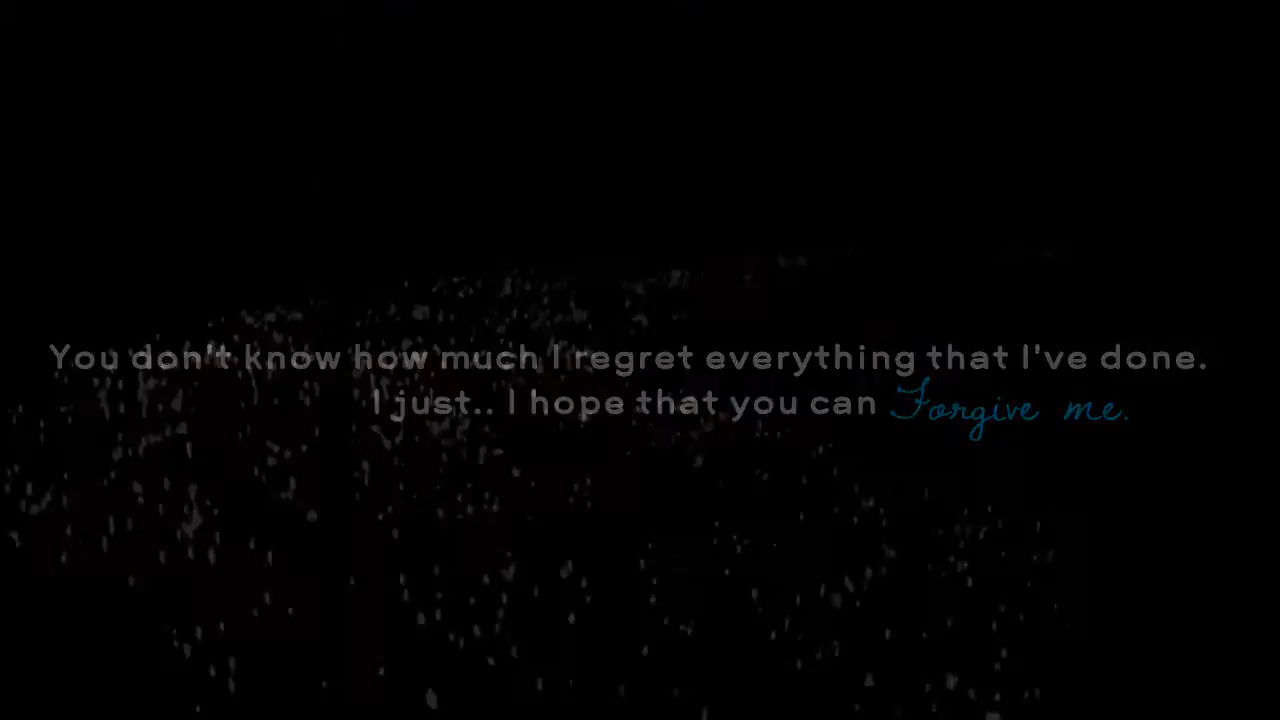 You don't know how much I regret everything that I've done.
I just.. I hope that you can Forgive me.